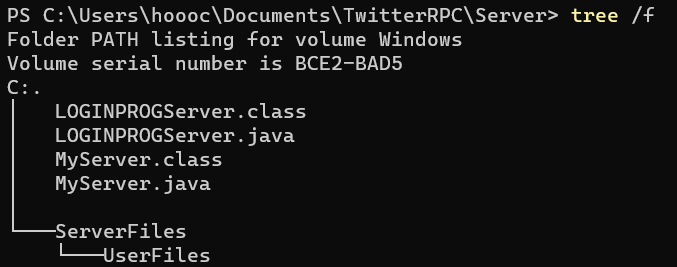 PS C:\Users\hoooc\Documents\TwitterRPC\Server> tree /f
Folder PATH listing for volume Windows
Volume serial number is BCE2-BAD5
C:.
│   LOGINPROGServer.class
│   LOGINPROGServer.java
│   MyServer.class
│   MyServer.java
│
└───ServerFiles
    └───UserFiles